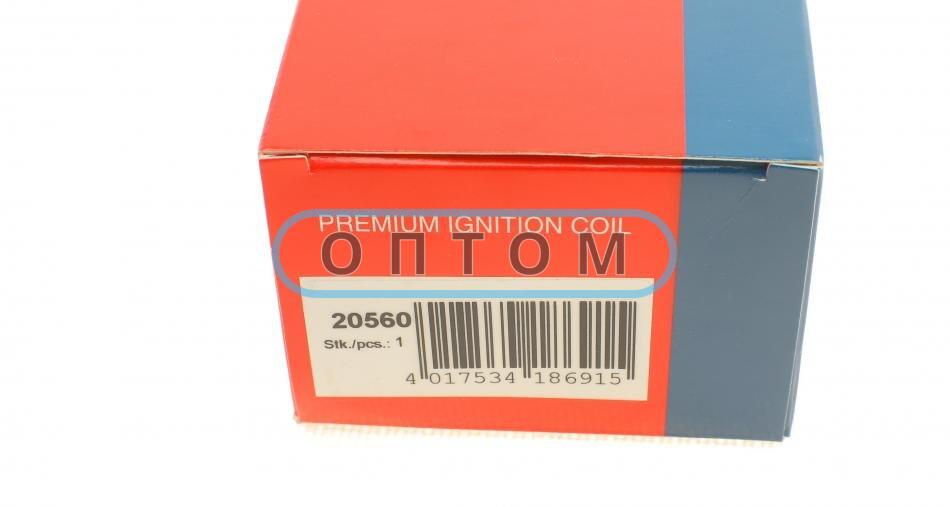 PREMIUM IGNITION COIL
ОПТОМ
20560
Stk./pcs.: 1
4 017534 186915